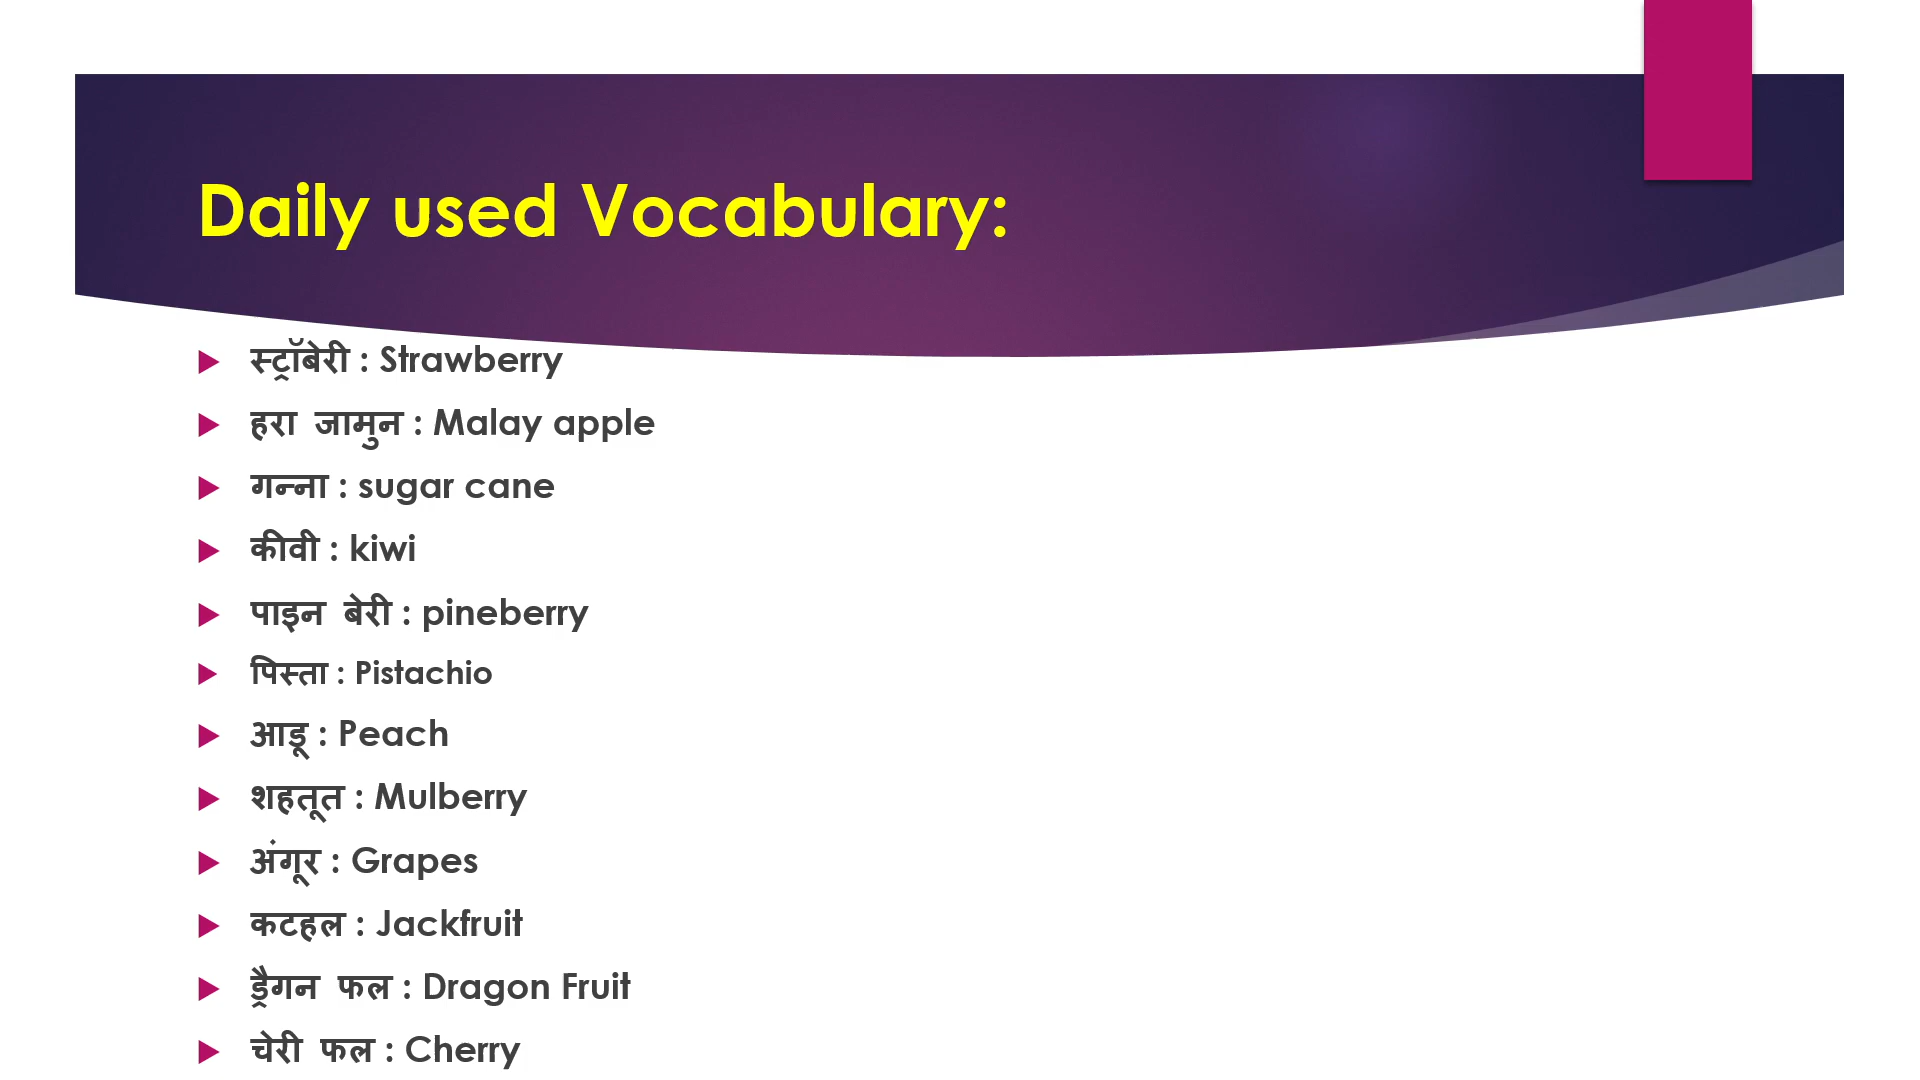 Daily used Vocabulary:
स्ट्रॉबेरी : Strawberry
हरा जामुन : Malay apple
गन्ना : sugar cane
कीवी : kiwi
पाइन बेरी : pineberry
पिस्ता : Pistachio
आडू : Peach
शहतूत : Mulberry
अंगूर : Grapes
कटहल : Jackfruit
ड्रैगन फल : Dragon Fruit
चेरी फल : Cherry